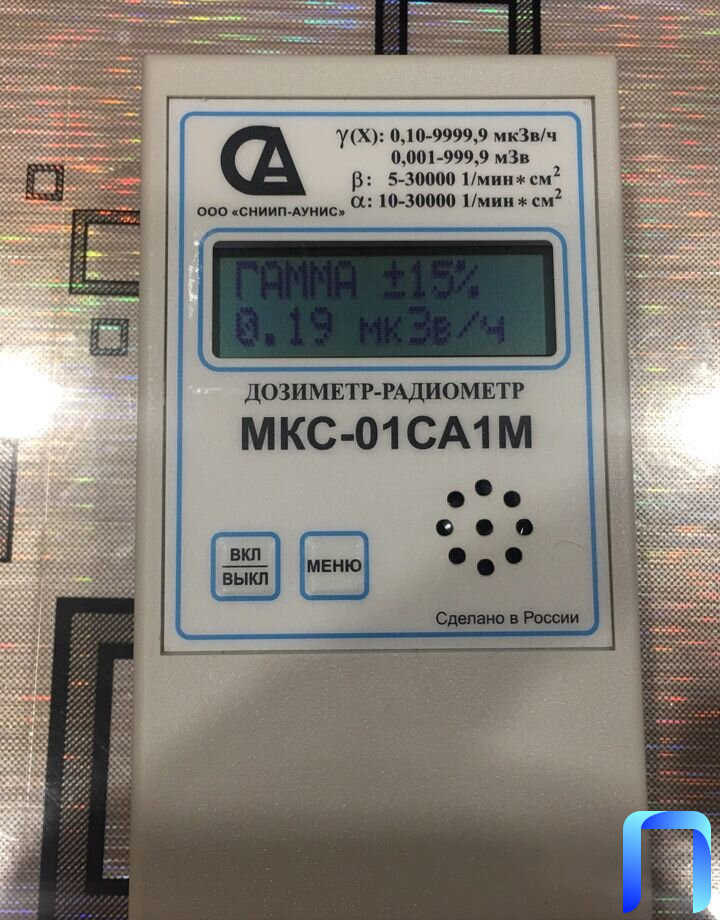 γ(X): 0,10-9999,9 мкЗв/ч
0,001-999,9 мЗв
β: 5-30000 1/мин*см²
α: 10-30000 1/мин*см²
СА
ООО «СНИИП-АУНИС»
ГАММА ±15%
0.19 мкЗв/ч
ДОЗИМЕТР-РАДИОМЕТР
МКС-01СА1М
ВКЛ
ВЫКЛ
МЕНЮ
Сделано в России